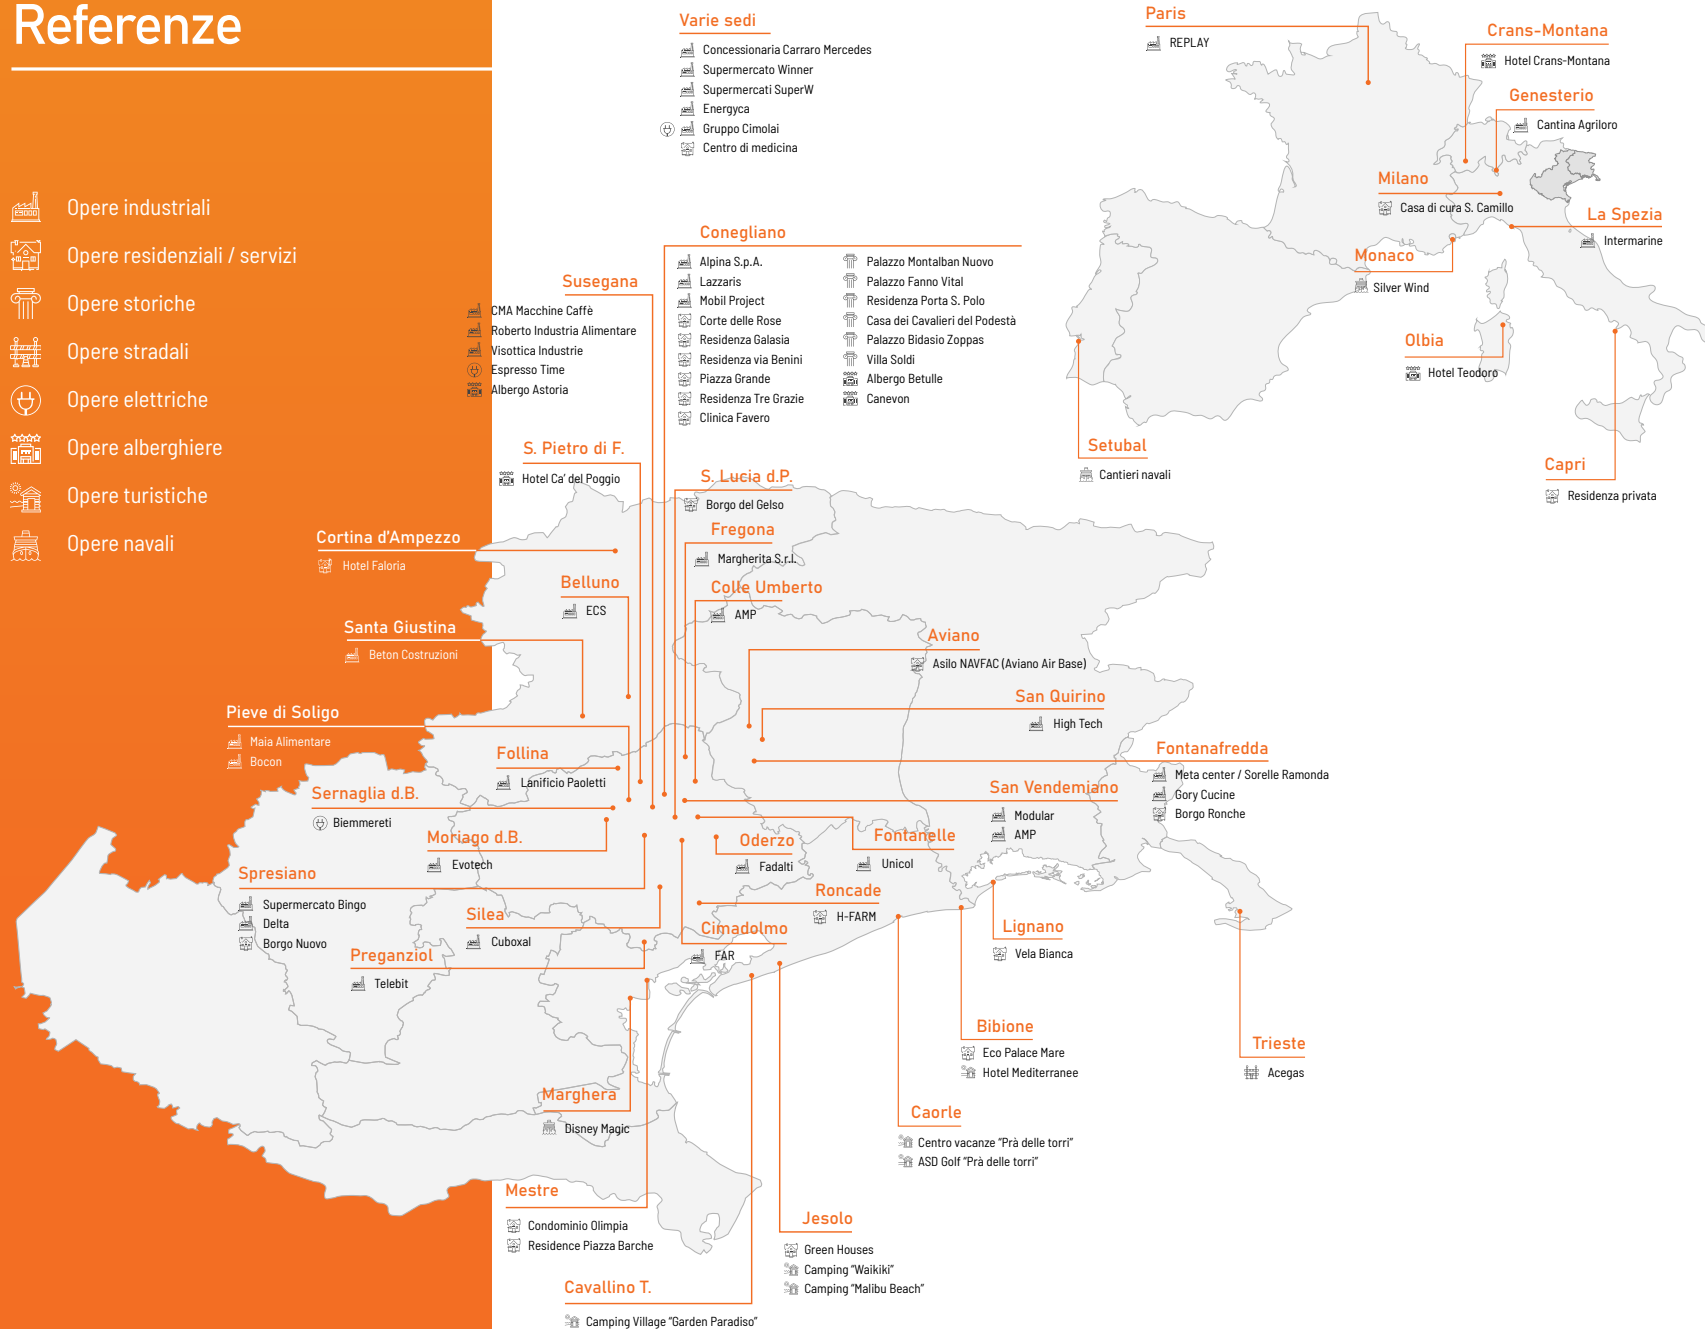 Referenze
Opere industriali
Opere residenziali / servizi
Opere storiche
Opere stradali
Opere elettriche
Opere alberghiere
Opere turistiche
Opere navali
Varie sedi
Concessionaria Carraro Mercedes
Supermercato Winner
Supermercati SuperW
Energyca
Gruppo Cimolai
Centro di medicina
Paris
REPLAY
Crans-Montana
Hotel Crans-Montana
Genesterio
Cantina Agriloro
Milano
Casa di cura S. Camillo
La Spezia
Intermarine
Monaco
Silver Wind
Olbia
Hotel Teodoro
Setubal
Cantieri navali
Capri
Residenza privata
Conegliano
Alpina S.p.A.
Lazzaris
Mobil Project
Corte delle Rose
Residenza Galasia
Residenza via Benini
Piazza Grande
Residenza Tre Grazie
Clinica Favero
Palazzo Montalban Nuovo
Palazzo Fanno Vital
Residenza Porta S. Polo
Casa dei Cavalieri del Podestà
Palazzo Bidasio Zoppas
Villa Soldi
Albergo Betulle
Canevon
Susegana
CMA Macchine Caffè
Roberto Industria Alimentare
Visottica Industrie
Espresso Time
Albergo Astoria
S. Pietro di F.
Hotel Ca' del Poggio
S. Lucia d.P.
Borgo del Gelso
Fregona
Margherita S.r.l.
Cortina d'Ampezzo
Hotel Faloria
Belluno
ECS
Colle Umberto
AMP
Santa Giustina
Beton Costruzioni
Aviano
Asilo NAVFAC (Aviano Air Base)
San Quirino
High Tech
Pieve di Soligo
Maia Alimentare
Bocon
Follina
Lanificio Paoletti
Fontanafredda
Meta center / Sorelle Ramonda
Gory Cucine
Borgo Ronche
San Vendemiano
Modular
AMP
Sernaglia d.B.
Biemmereti
Moriago d.B.
Evotech
Oderzo
Fadalti
Fontanelle
Unicol
Spresiano
Supermercato Bingo
Delta
Borgo Nuovo
Roncade
H-FARM
Silea
Cuboxal
Cimadolmo
FAR
Preganziol
Telebit
Lignano
Vela Bianca
Bibione
Eco Palace Mare
Hotel Mediterranee
Trieste
Acegas
Marghera
Disney Magic
Caorle
Centro vacanze "Prà delle torri"
ASD Golf "Prà delle torri"
Mestre
Condominio Olimpia
Residence Piazza Barche
Jesolo
Green Houses
Camping "Waikiki"
Camping "Malibu Beach"
Cavallino T.
Camping Village "Garden Paradiso"